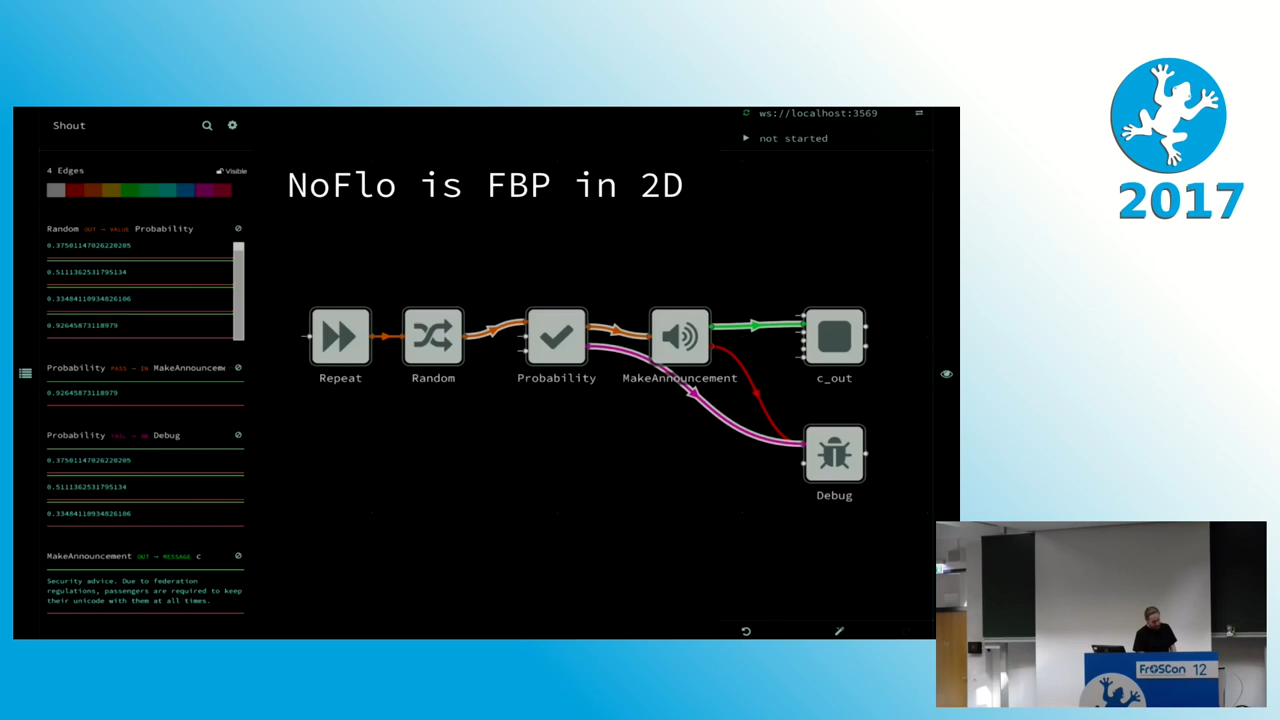 Shout
4 Edges
Visible
Random OUT → VALUE Probability
0.37501147026220205
0.5111362531795134
0.33484110934826106
0.92645873118979
Probability PASS → IN MakeAnnouncem
0.92645873118979
Probability FAIL → IN Debug
0.37501147026220205
0.5111362531795134
0.33484110934826106
MakeAnnouncement OUT → MESSAGE c
Security advice. Due to federation
regulations, passengers are required to keep
their unicode with them at all times.
NoFlo is FBP in 2D
ws://localhost:3569
not started
Repeat
Random
Probability
MakeAnnouncement
c_out
Debug
2017
FrOSCon 12